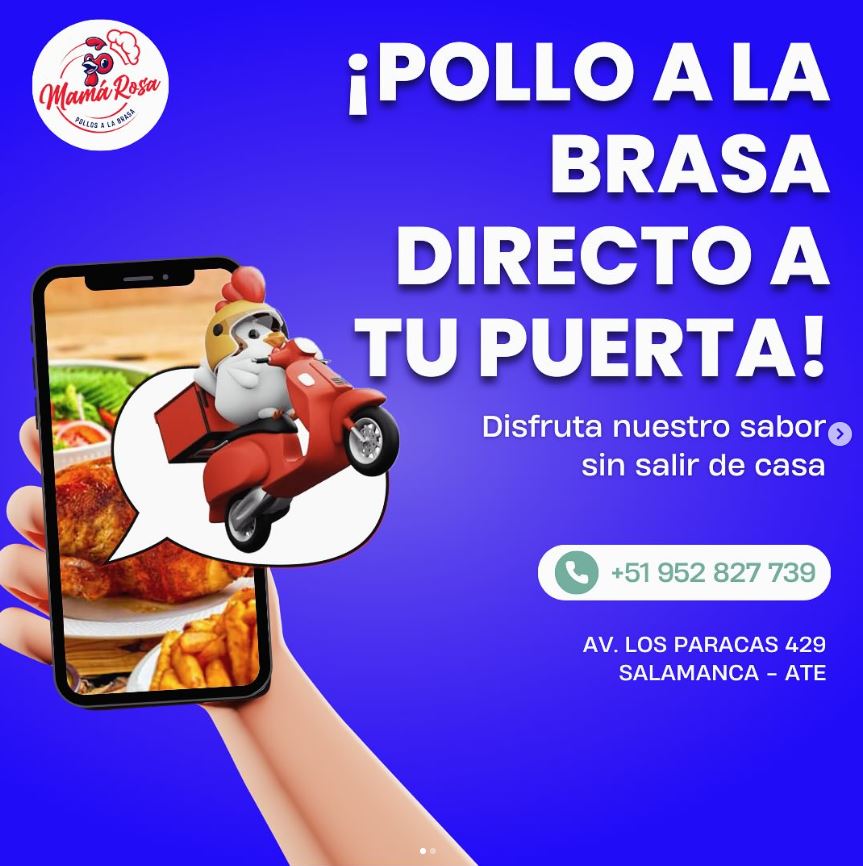 Mamá Rosa
POLLOS A LA BRASA
¡POLLO A LA
BRASA
DIRECTO A
TU PUERTA!
Disfruta nuestro sabor
sin salir de casa
+51 952 827 739
AV. LOS PARACAS 429
SALAMANCA - ATE